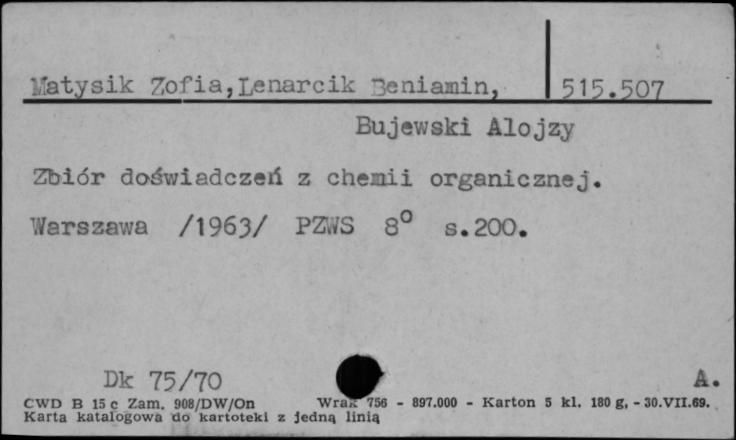 Matysik Zofia, Lenarcik Beniamin, 515.507
Bujewski Alojzy
Zbiór doświadczeń z chemii organicznej.
Warszawa /1963/ PZWS 8° s.200.
Dk 75/70 A.
CWD B 15 c Zam. 908/DW/On Wrak 756 - 897.000 - Karton 5 kl. 180 g, - 30.VII.69.
Karta katalogowa do kartoteki z jedną linią